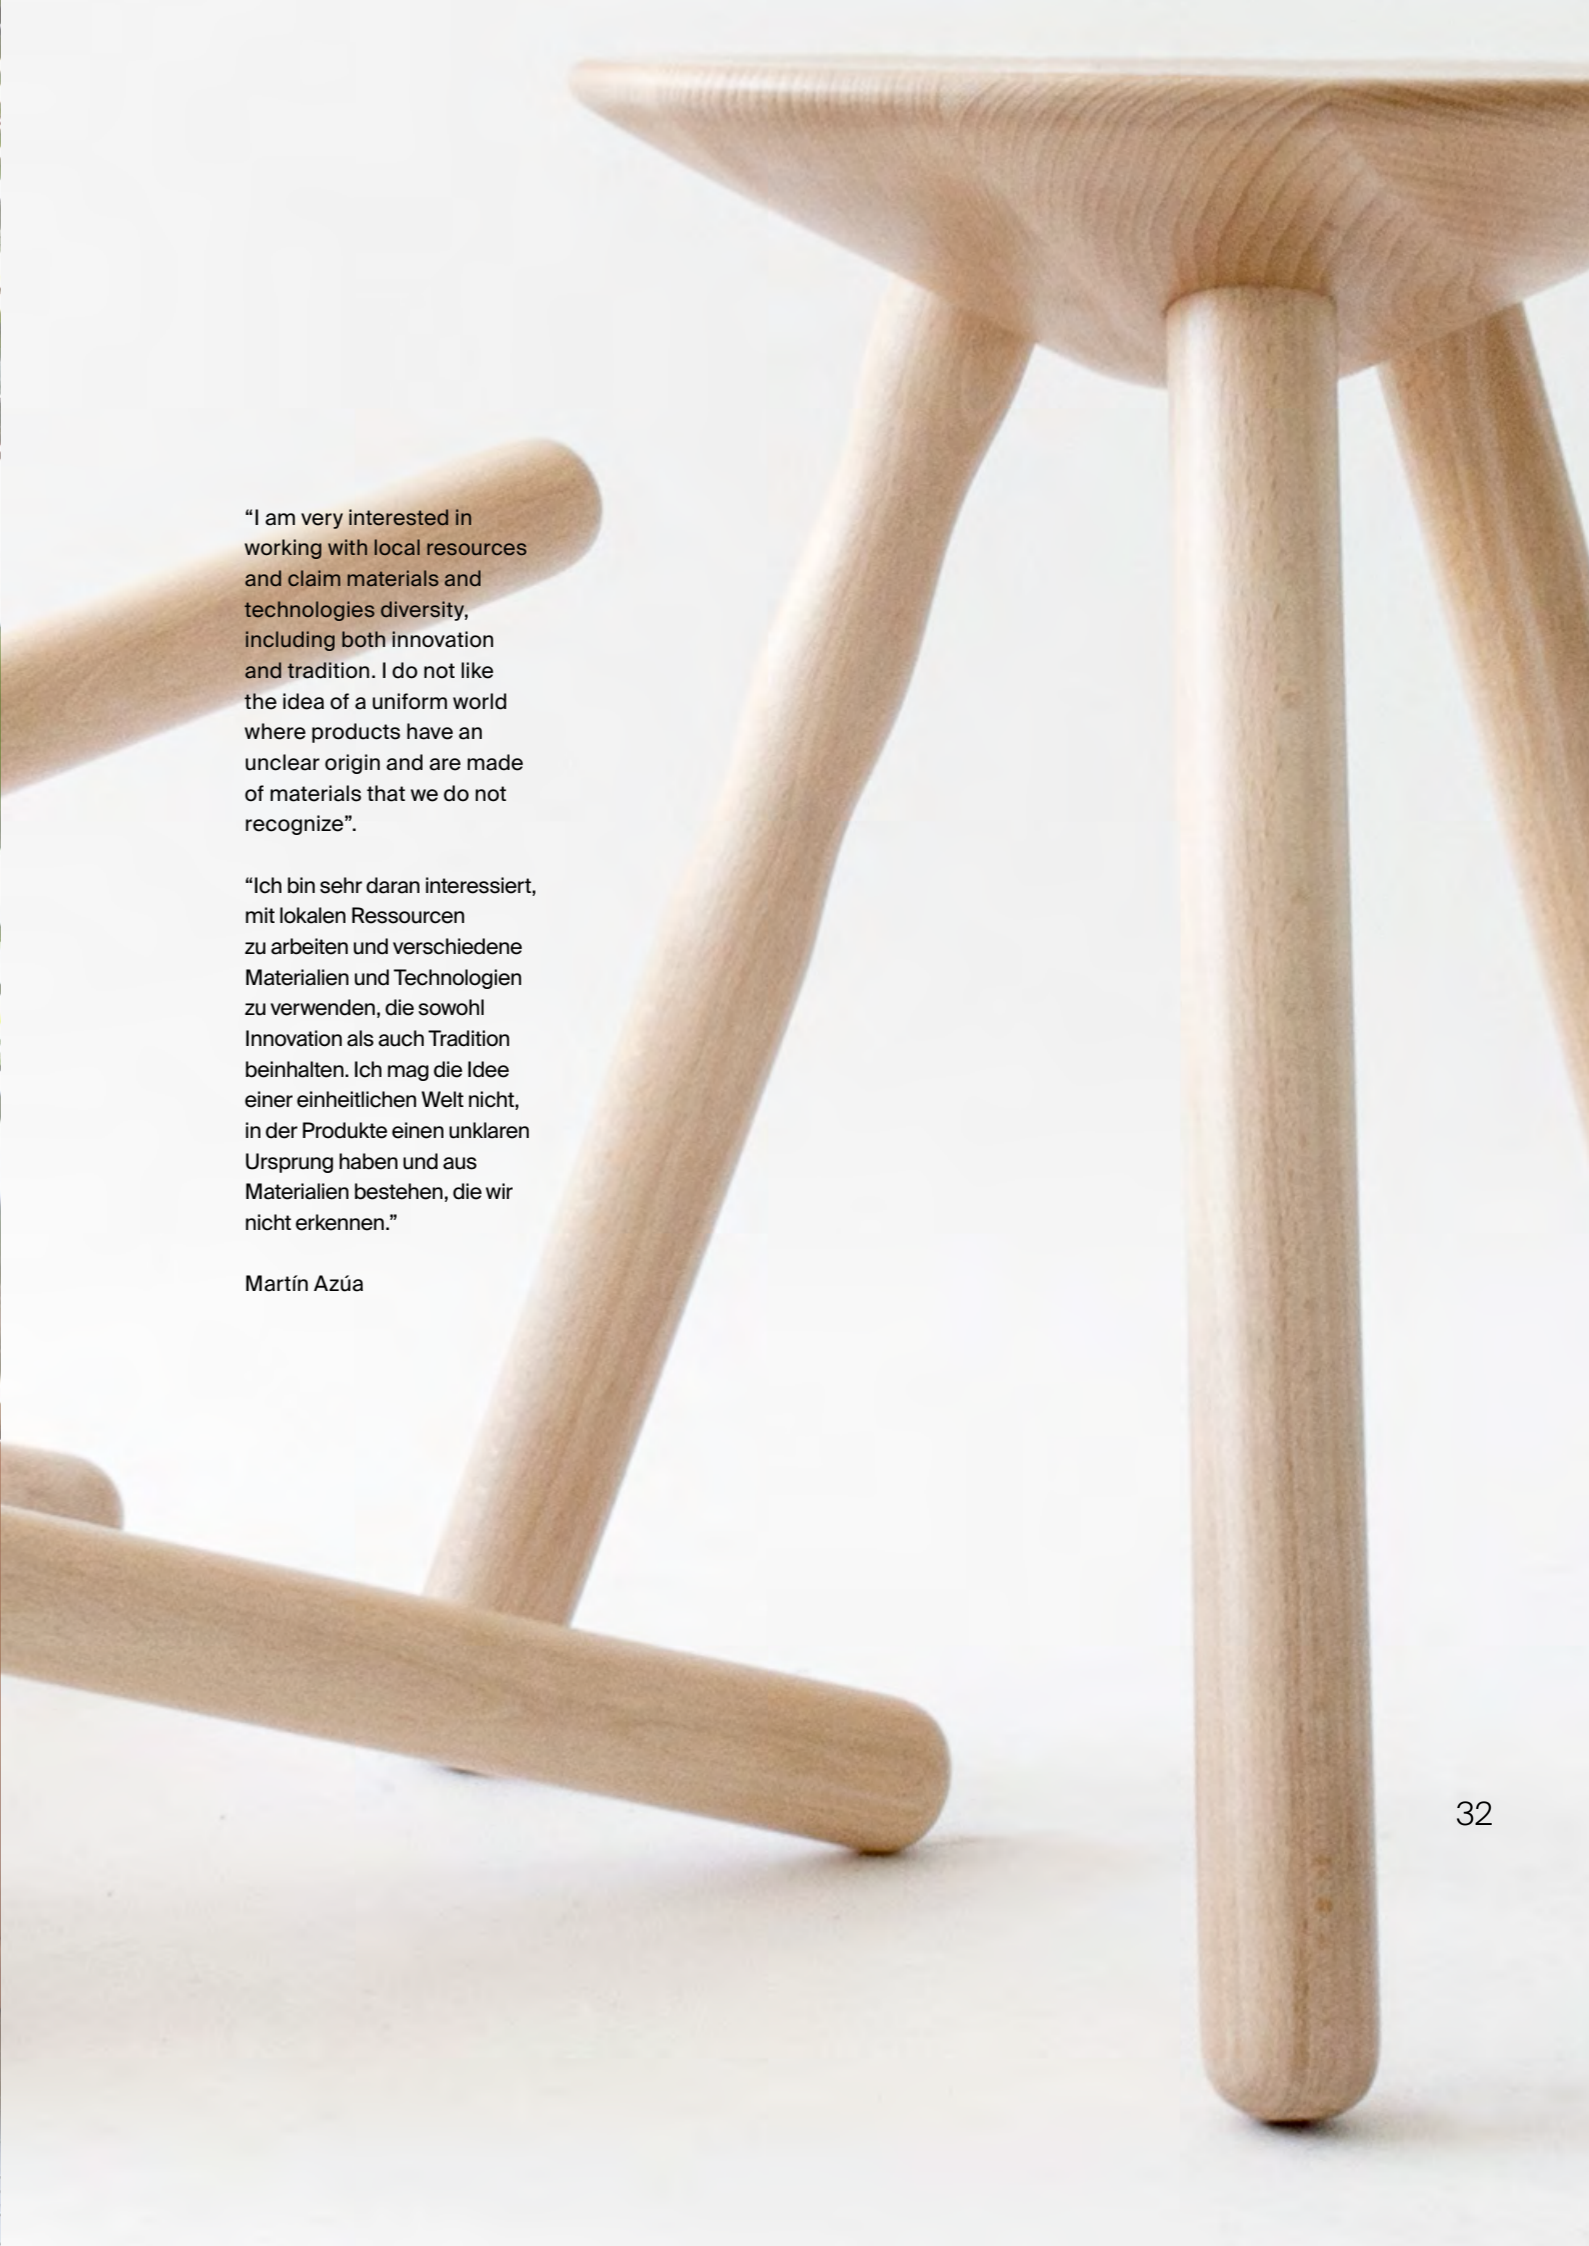 “I am very interested in
working with local resources
and claim materials and
technologies diversity,
including both innovation
and tradition. I do not like
the idea of a uniform world
where products have an
unclear origin and are made
of materials that we do not
recognize”.
“Ich bin sehr daran interessiert,
mit lokalen Ressourcen
zu arbeiten und verschiedene
Materialien und Technologien
zu verwenden, die sowohl
Innovation als auch Tradition
beinhalten. Ich mag die Idee
einer einheitlichen Welt nicht,
in der Produkte einen unklaren
Ursprung haben und aus
Materialien bestehen, die wir
nicht erkennen.”
Martín Azúa
32